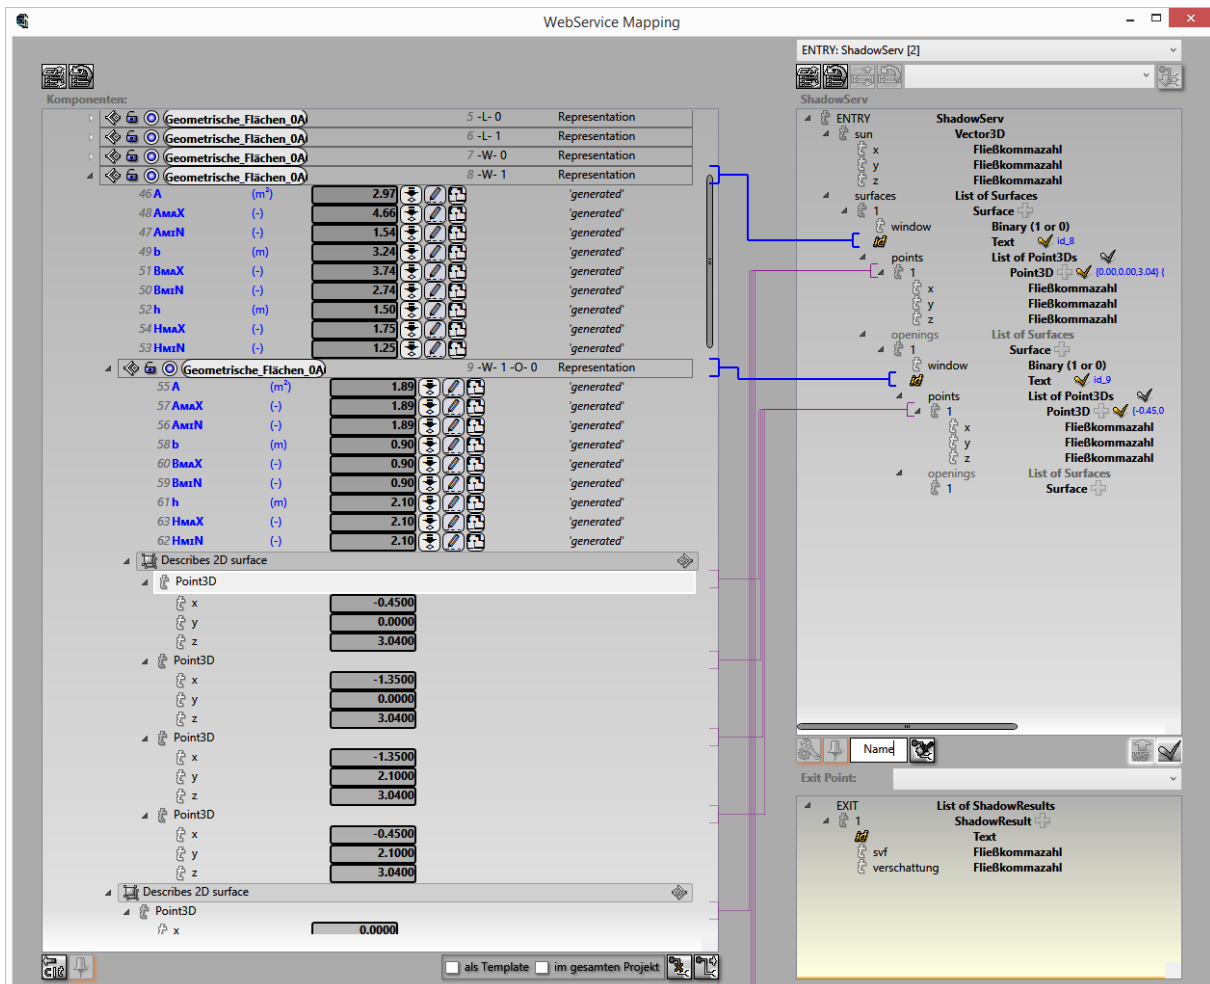 WebService Mapping
ENTRY: ShadowServ [2]
Komponenten:
ShadowServ
Geometrische_Flächen_0A 5 -L- 0 Representation
Geometrische_Flächen_0A 6 -L- 1 Representation
Geometrische_Flächen_0A 7 -W- 0 Representation
Geometrische_Flächen_0A 8 -W- 1 Representation
46 A (m²) 2.97 'generated'
48 AMAX (-) 4.66 'generated'
47 AMIN (-) 1.54 'generated'
49 b (m) 3.24 'generated'
51 BMAX (-) 3.74 'generated'
50 BMIN (-) 2.74 'generated'
52 h (m) 1.50 'generated'
54 HMAX (-) 1.75 'generated'
53 HMIN (-) 1.25 'generated'
Geometrische_Flächen_0A 9 -W- 1 -O- 0 Representation
55 A (m²) 1.89 'generated'
57 AMAX (-) 1.89 'generated'
56 AMIN (-) 1.89 'generated'
58 b (m) 0.90 'generated'
60 BMAX (-) 0.90 'generated'
59 BMIN (-) 0.90 'generated'
61 h (m) 2.10 'generated'
63 HMAX (-) 2.10 'generated'
62 HMIN (-) 2.10 'generated'
Describes 2D surface
Point3D
x -0.4500
y 0.0000
z 3.0400
Point3D
x -1.3500
y 0.0000
z 3.0400
Point3D
x -1.3500
y 2.1000
z 3.0400
Point3D
x -0.4500
y 2.1000
z 3.0400
Describes 2D surface
Point3D
x 0.0000
als Template im gesamten Projekt
ENTRY ShadowServ
sun Vector3D
x Fließkommazahl
y Fließkommazahl
z Fließkommazahl
surfaces List of Surfaces
1 Surface
window Binary (1 or 0)
id Text id_8
points List of Point3Ds
1 Point3D {0.00,0.00,3.04} {
x Fließkommazahl
y Fließkommazahl
z Fließkommazahl
openings List of Surfaces
1 Surface
window Binary (1 or 0)
id Text id_9
points List of Point3Ds
1 Point3D {-0.45,0
x Fließkommazahl
y Fließkommazahl
z Fließkommazahl
openings List of Surfaces
1 Surface
Name
WS
Exit Point:
EXIT List of ShadowResults
1 ShadowResult
id Text
svf Fließkommazahl
verschattung Fließkommazahl